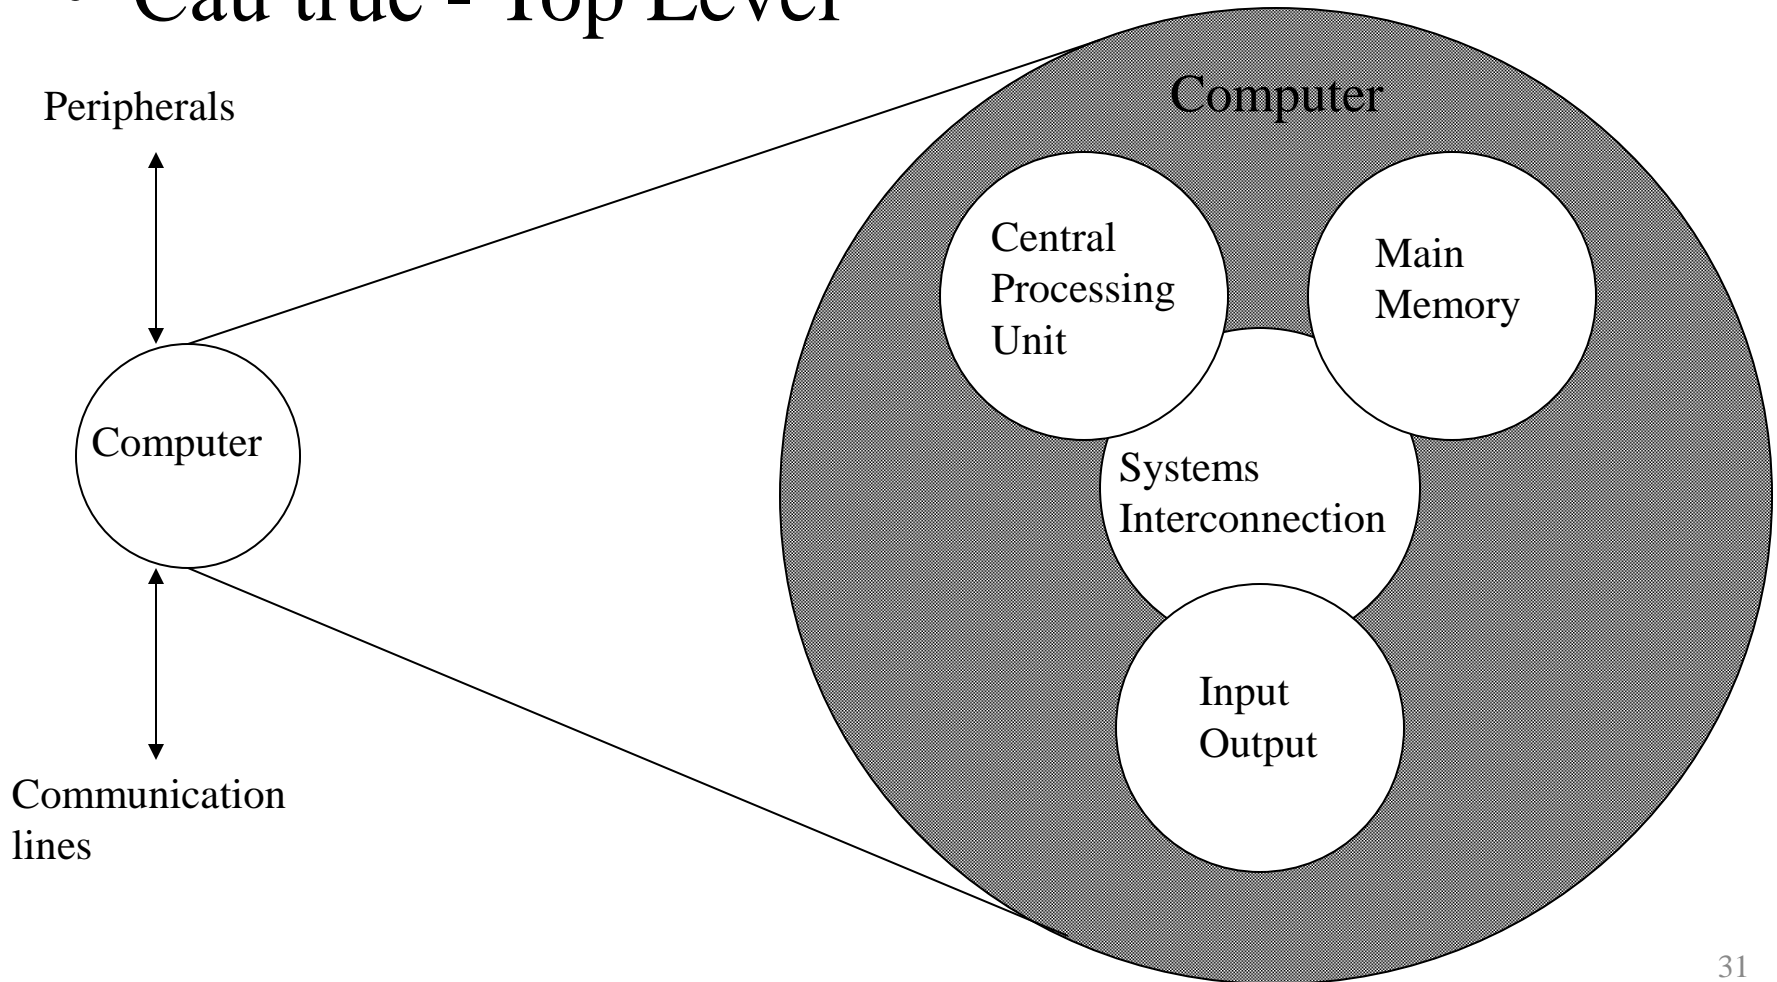 • Cấu trúc - Top Level
Peripherals
Computer
Communication
lines
Computer
Central
Processing
Unit
Main
Memory
Systems
Interconnection
Input
Output
31